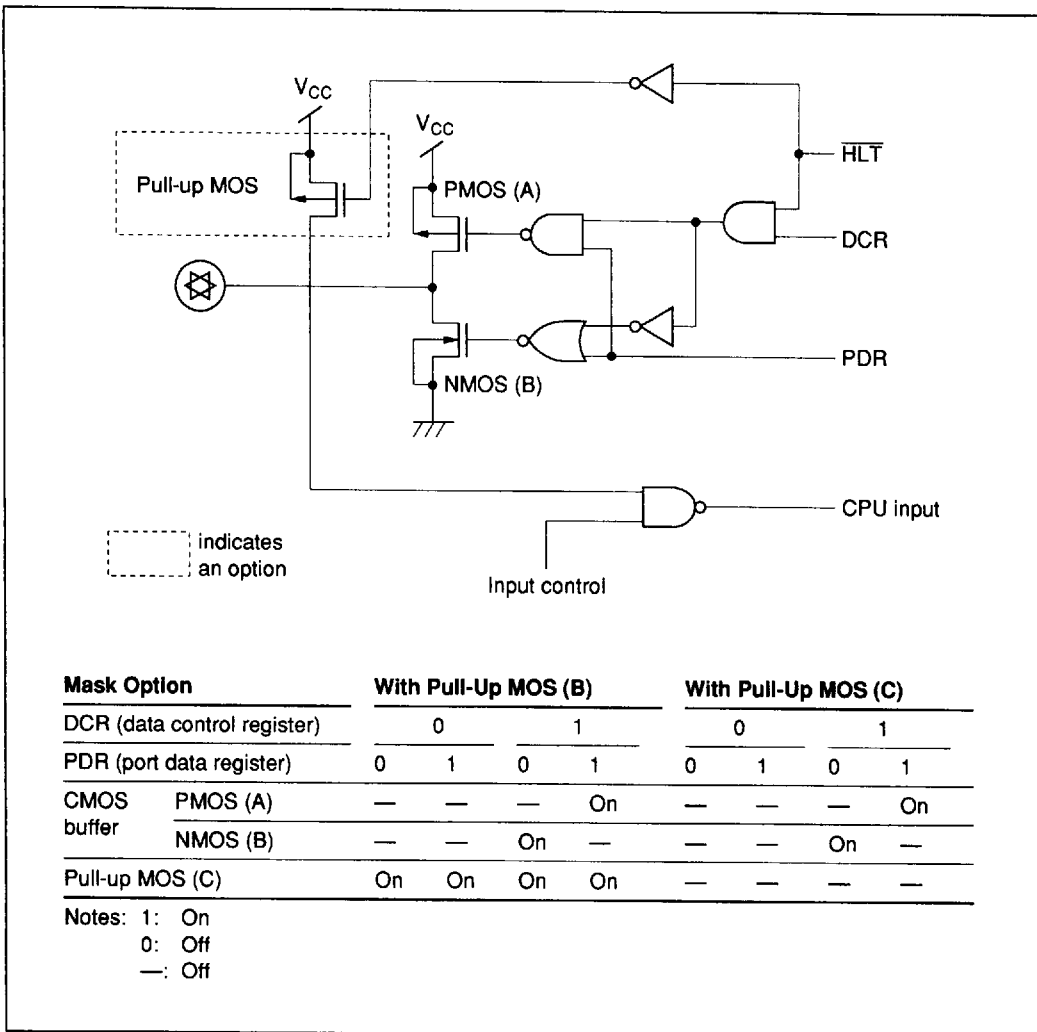 VCC
VCC
HLT
Pull-up MOS
PMOS (A)
DCR
PDR
NMOS (B)
CPU input
indicates
an option
Input control
Mask Option With Pull-Up MOS (B) With Pull-Up MOS (C)
DCR (data control register) 0 1 0 1
PDR (port data register) 0 1 0 1 0 1 0 1
CMOS buffer PMOS (A) — — — On — — — On
NMOS (B) — — On — — — On —
Pull-up MOS (C) On On On On — — — —
Notes: 1: On
0: Off
—: Off